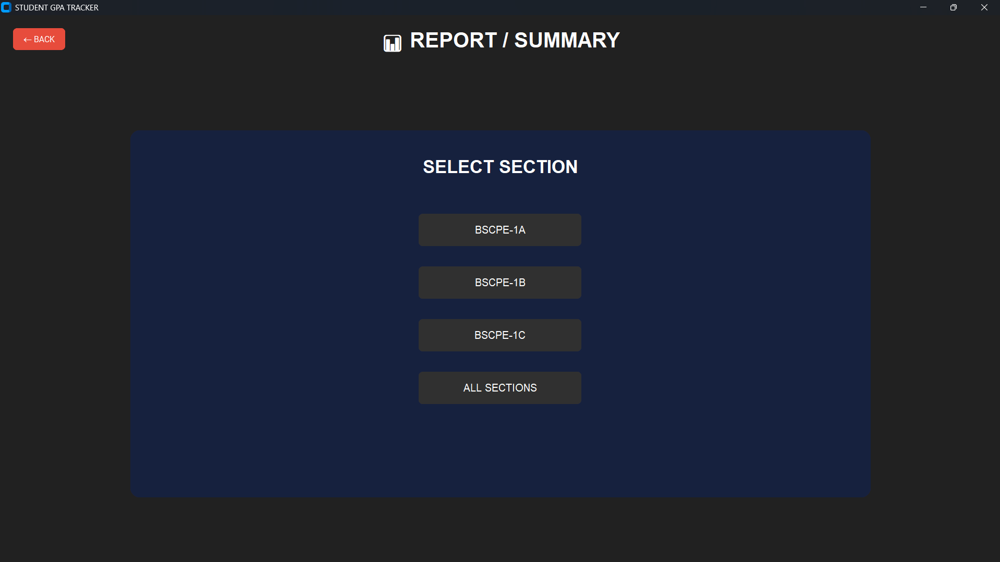 STUDENT GPA TRACKER
← BACK
REPORT / SUMMARY
SELECT SECTION
BSCPE-1A
BSCPE-1B
BSCPE-1C
ALL SECTIONS